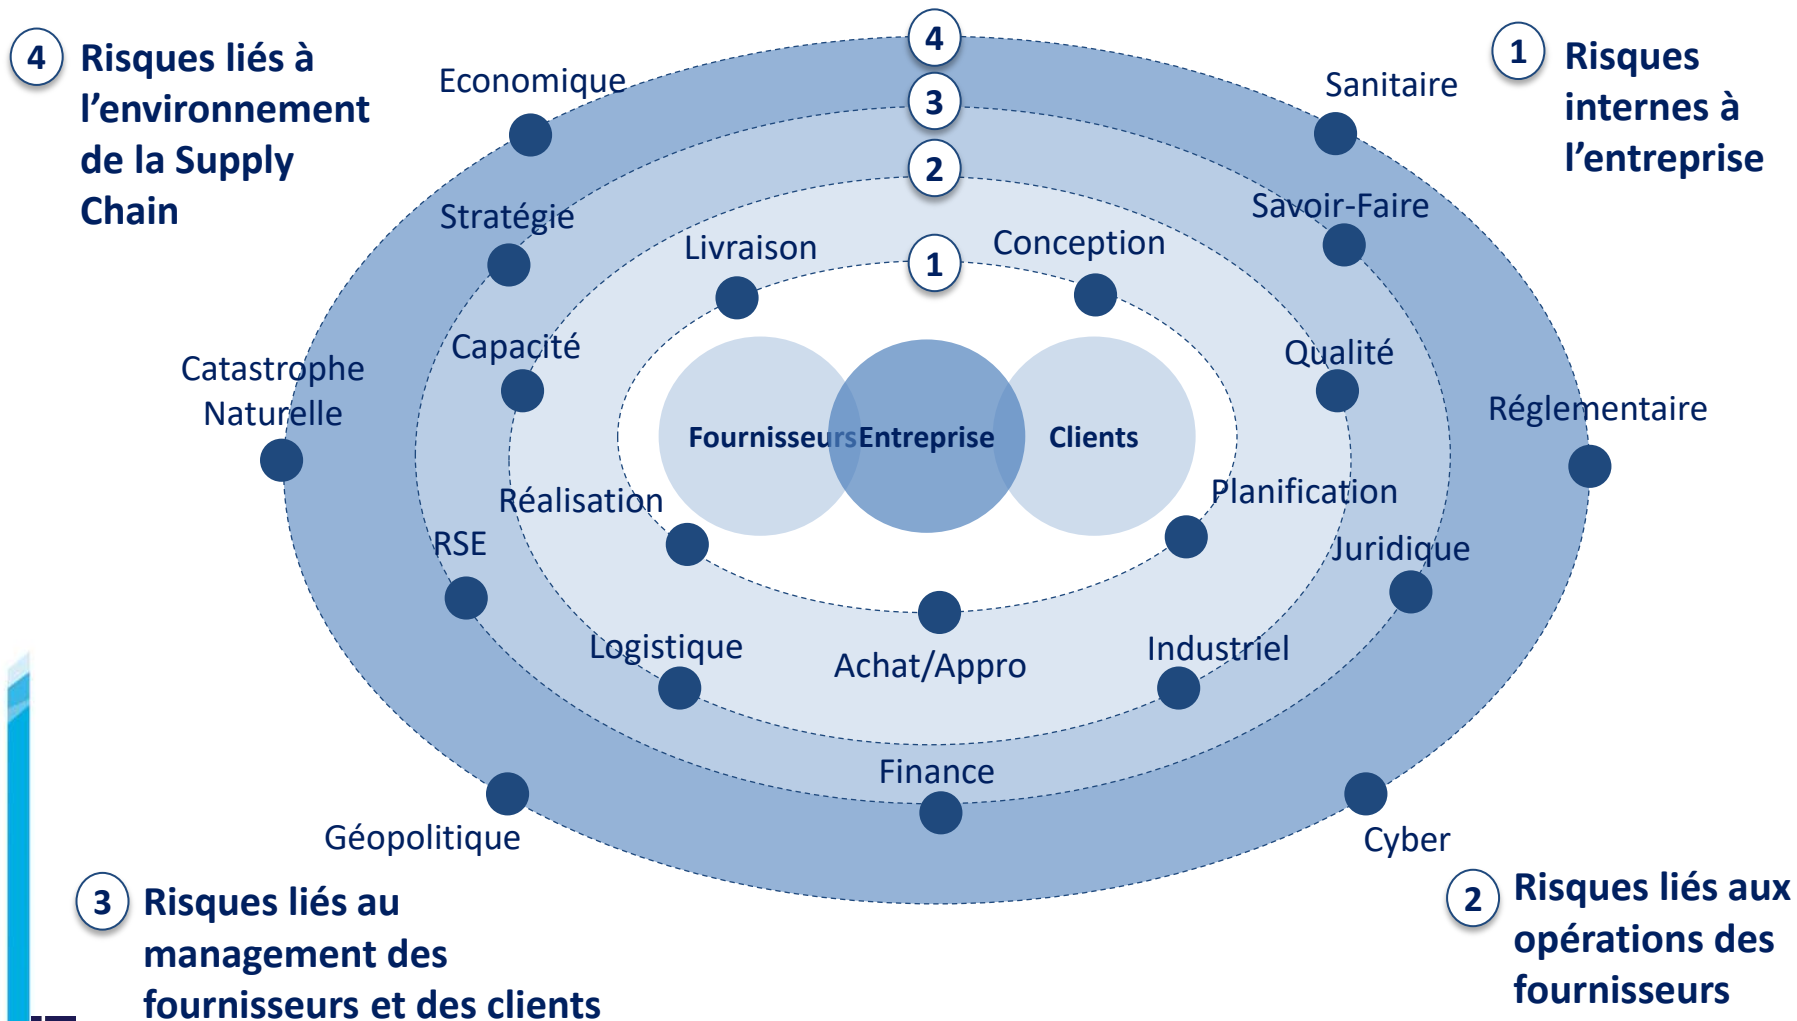 4
Risques liés à
l’environnement
de la Supply
Chain
1
Risques
internes à
l’entreprise
4
3
2
1
Economique
Sanitaire
Stratégie
Savoir-Faire
Livraison
Conception
Capacité
Qualité
Catastrophe
Naturelle
Réglementaire
Fournisseurs
Entreprise
Clients
Réalisation
Planification
RSE
Juridique
Logistique
Achat/Appro
Industriel
Finance
Géopolitique
Cyber
3
Risques liés au
management des
fournisseurs et des clients
2
Risques liés aux
opérations des
fournisseurs